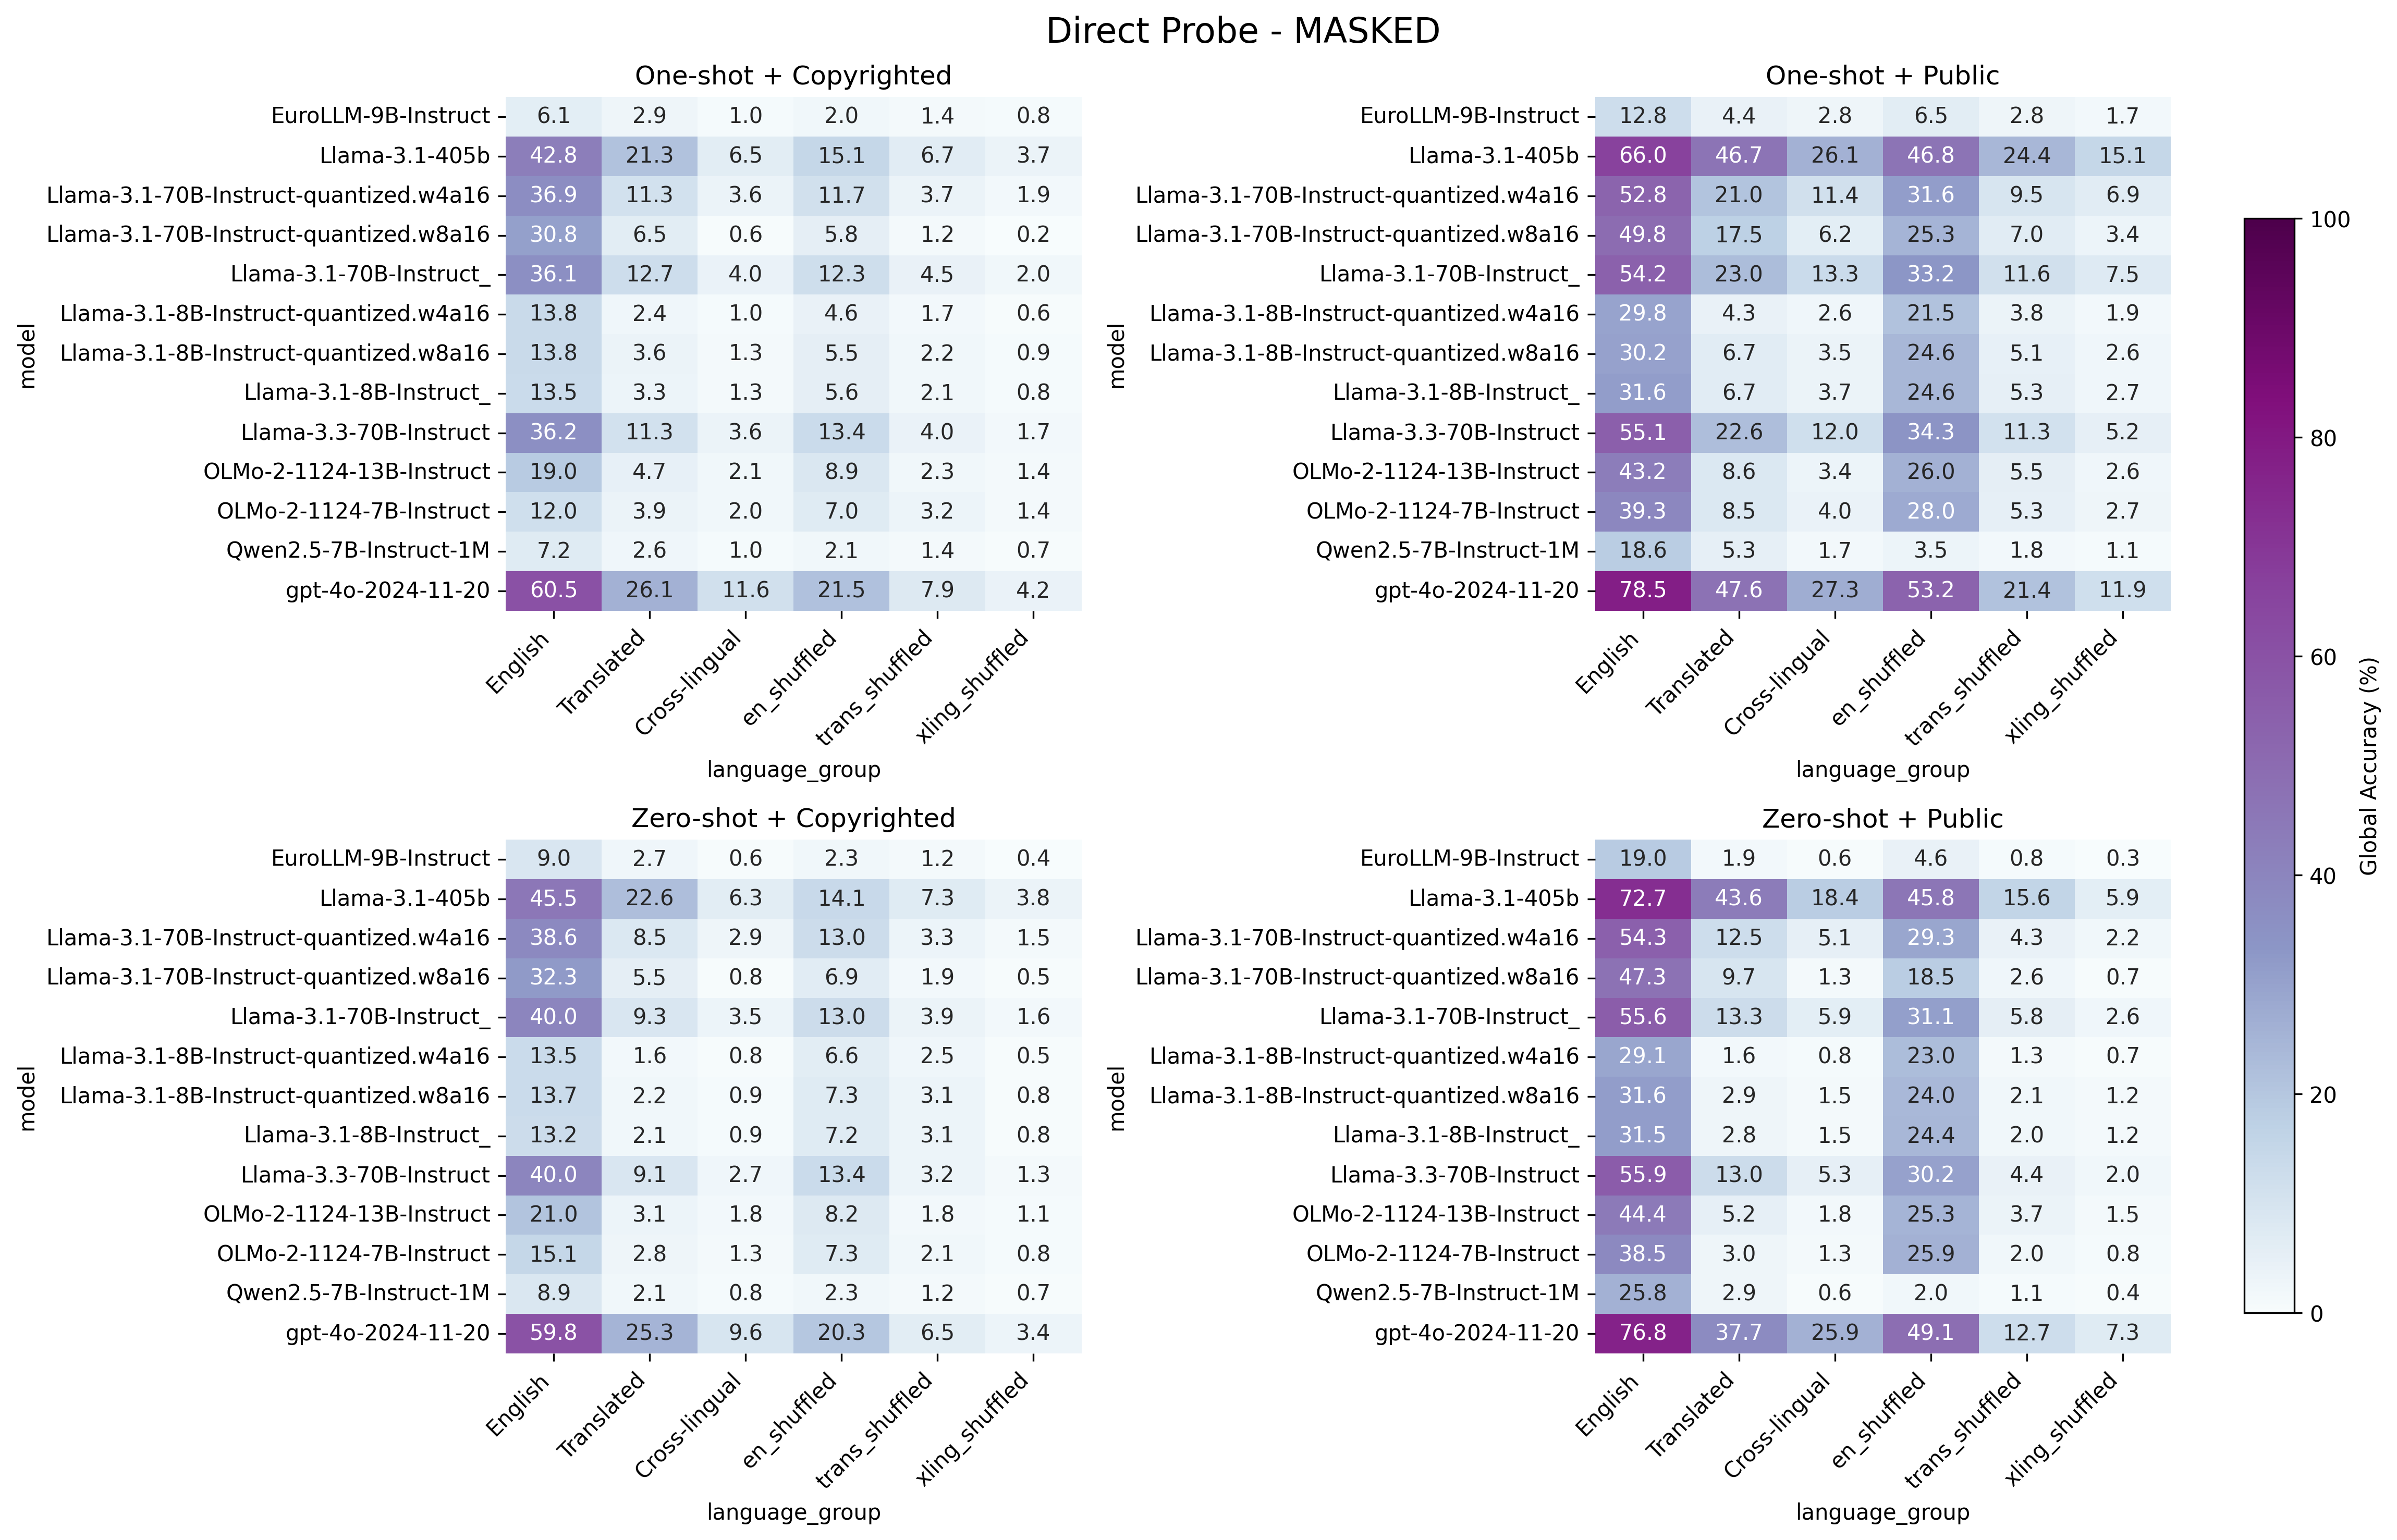 Direct Probe - MASKED
One-shot + Copyrighted
model
EuroLLM-9B-Instruct 6.1 2.9 1.0 2.0 1.4 0.8
Llama-3.1-405b 42.8 21.3 6.5 15.1 6.7 3.7
Llama-3.1-70B-Instruct-quantized.w4a16 36.9 11.3 3.6 11.7 3.7 1.9
Llama-3.1-70B-Instruct-quantized.w8a16 30.8 6.5 0.6 5.8 1.2 0.2
Llama-3.1-70B-Instruct_ 36.1 12.7 4.0 12.3 4.5 2.0
Llama-3.1-8B-Instruct-quantized.w4a16 13.8 2.4 1.0 4.6 1.7 0.6
Llama-3.1-8B-Instruct-quantized.w8a16 13.8 3.6 1.3 5.5 2.2 0.9
Llama-3.1-8B-Instruct_ 13.5 3.3 1.3 5.6 2.1 0.8
Llama-3.3-70B-Instruct 36.2 11.3 3.6 13.4 4.0 1.7
OLMo-2-1124-13B-Instruct 19.0 4.7 2.1 8.9 2.3 1.4
OLMo-2-1124-7B-Instruct 12.0 3.9 2.0 7.0 3.2 1.4
Qwen2.5-7B-Instruct-1M 7.2 2.6 1.0 2.1 1.4 0.7
gpt-4o-2024-11-20 60.5 26.1 11.6 21.5 7.9 4.2
English Translated Cross-lingual en_shuffled trans_shuffled xling_shuffled
language_group
One-shot + Public
model
EuroLLM-9B-Instruct 12.8 4.4 2.8 6.5 2.8 1.7
Llama-3.1-405b 66.0 46.7 26.1 46.8 24.4 15.1
Llama-3.1-70B-Instruct-quantized.w4a16 52.8 21.0 11.4 31.6 9.5 6.9
Llama-3.1-70B-Instruct-quantized.w8a16 49.8 17.5 6.2 25.3 7.0 3.4
Llama-3.1-70B-Instruct_ 54.2 23.0 13.3 33.2 11.6 7.5
Llama-3.1-8B-Instruct-quantized.w4a16 29.8 4.3 2.6 21.5 3.8 1.9
Llama-3.1-8B-Instruct-quantized.w8a16 30.2 6.7 3.5 24.6 5.1 2.6
Llama-3.1-8B-Instruct_ 31.6 6.7 3.7 24.6 5.3 2.7
Llama-3.3-70B-Instruct 55.1 22.6 12.0 34.3 11.3 5.2
OLMo-2-1124-13B-Instruct 43.2 8.6 3.4 26.0 5.5 2.6
OLMo-2-1124-7B-Instruct 39.3 8.5 4.0 28.0 5.3 2.7
Qwen2.5-7B-Instruct-1M 18.6 5.3 1.7 3.5 1.8 1.1
gpt-4o-2024-11-20 78.5 47.6 27.3 53.2 21.4 11.9
English Translated Cross-lingual en_shuffled trans_shuffled xling_shuffled
language_group
Zero-shot + Copyrighted
model
EuroLLM-9B-Instruct 9.0 2.7 0.6 2.3 1.2 0.4
Llama-3.1-405b 45.5 22.6 6.3 14.1 7.3 3.8
Llama-3.1-70B-Instruct-quantized.w4a16 38.6 8.5 2.9 13.0 3.3 1.5
Llama-3.1-70B-Instruct-quantized.w8a16 32.3 5.5 0.8 6.9 1.9 0.5
Llama-3.1-70B-Instruct_ 40.0 9.3 3.5 13.0 3.9 1.6
Llama-3.1-8B-Instruct-quantized.w4a16 13.5 1.6 0.8 6.6 2.5 0.5
Llama-3.1-8B-Instruct-quantized.w8a16 13.7 2.2 0.9 7.3 3.1 0.8
Llama-3.1-8B-Instruct_ 13.2 2.1 0.9 7.2 3.1 0.8
Llama-3.3-70B-Instruct 40.0 9.1 2.7 13.4 3.2 1.3
OLMo-2-1124-13B-Instruct 21.0 3.1 1.8 8.2 1.8 1.1
OLMo-2-1124-7B-Instruct 15.1 2.8 1.3 7.3 2.1 0.8
Qwen2.5-7B-Instruct-1M 8.9 2.1 0.8 2.3 1.2 0.7
gpt-4o-2024-11-20 59.8 25.3 9.6 20.3 6.5 3.4
English Translated Cross-lingual en_shuffled trans_shuffled xling_shuffled
language_group
Zero-shot + Public
model
EuroLLM-9B-Instruct 19.0 1.9 0.6 4.6 0.8 0.3
Llama-3.1-405b 72.7 43.6 18.4 45.8 15.6 5.9
Llama-3.1-70B-Instruct-quantized.w4a16 54.3 12.5 5.1 29.3 4.3 2.2
Llama-3.1-70B-Instruct-quantized.w8a16 47.3 9.7 1.3 18.5 2.6 0.7
Llama-3.1-70B-Instruct_ 55.6 13.3 5.9 31.1 5.8 2.6
Llama-3.1-8B-Instruct-quantized.w4a16 29.1 1.6 0.8 23.0 1.3 0.7
Llama-3.1-8B-Instruct-quantized.w8a16 31.6 2.9 1.5 24.0 2.1 1.2
Llama-3.1-8B-Instruct_ 31.5 2.8 1.5 24.4 2.0 1.2
Llama-3.3-70B-Instruct 55.9 13.0 5.3 30.2 4.4 2.0
OLMo-2-1124-13B-Instruct 44.4 5.2 1.8 25.3 3.7 1.5
OLMo-2-1124-7B-Instruct 38.5 3.0 1.3 25.9 2.0 0.8
Qwen2.5-7B-Instruct-1M 25.8 2.9 0.6 2.0 1.1 0.4
gpt-4o-2024-11-20 76.8 37.7 25.9 49.1 12.7 7.3
English Translated Cross-lingual en_shuffled trans_shuffled xling_shuffled
language_group
100
80
60
40
20
0
Global Accuracy (%)